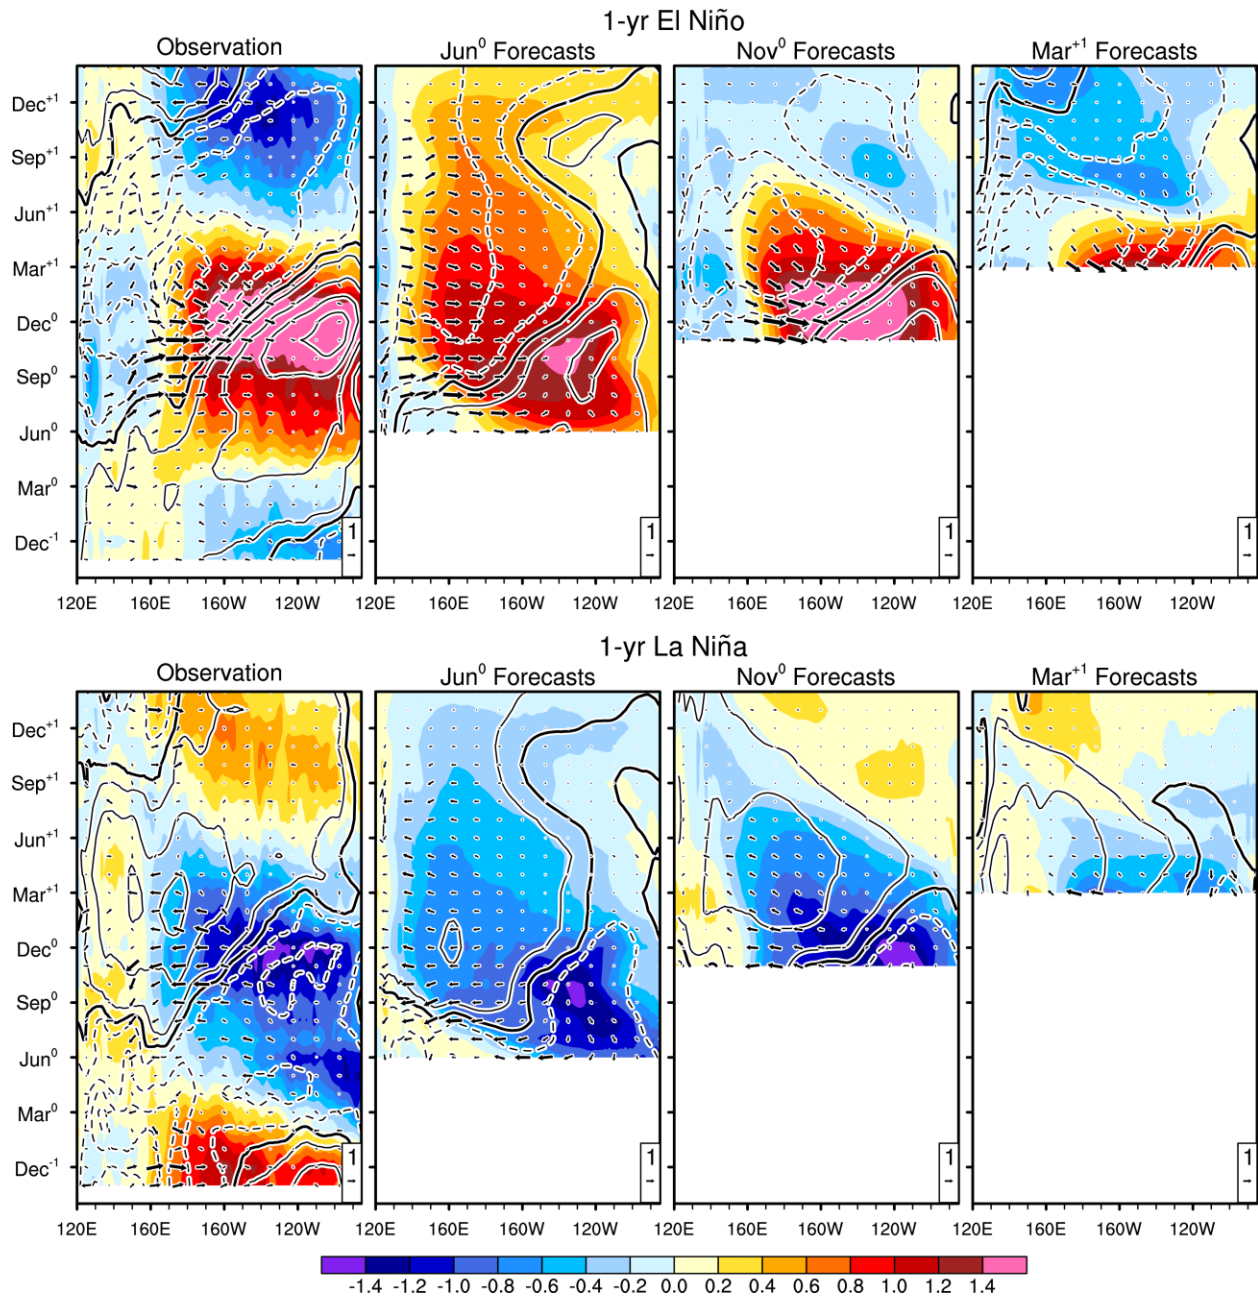 1-yr El Niño
Observation
Jun⁰ Forecasts
Nov⁰ Forecasts
Mar⁺¹ Forecasts
Dec⁺¹
Sep⁺¹
Jun⁺¹
Mar⁺¹
Dec⁰
Sep⁰
Jun⁰
Mar⁰
Dec⁻¹
1
1
1
1
120E 160E 160W 120W
120E 160E 160W 120W
120E 160E 160W 120W
120E 160E 160W 120W
1-yr La Niña
Observation
Jun⁰ Forecasts
Nov⁰ Forecasts
Mar⁺¹ Forecasts
Dec⁺¹
Sep⁺¹
Jun⁺¹
Mar⁺¹
Dec⁰
Sep⁰
Jun⁰
Mar⁰
Dec⁻¹
1
1
1
1
120E 160E 160W 120W
120E 160E 160W 120W
120E 160E 160W 120W
120E 160E 160W 120W
-1.4 -1.2 -1.0 -0.8 -0.6 -0.4 -0.2 0.0 0.2 0.4 0.6 0.8 1.0 1.2 1.4